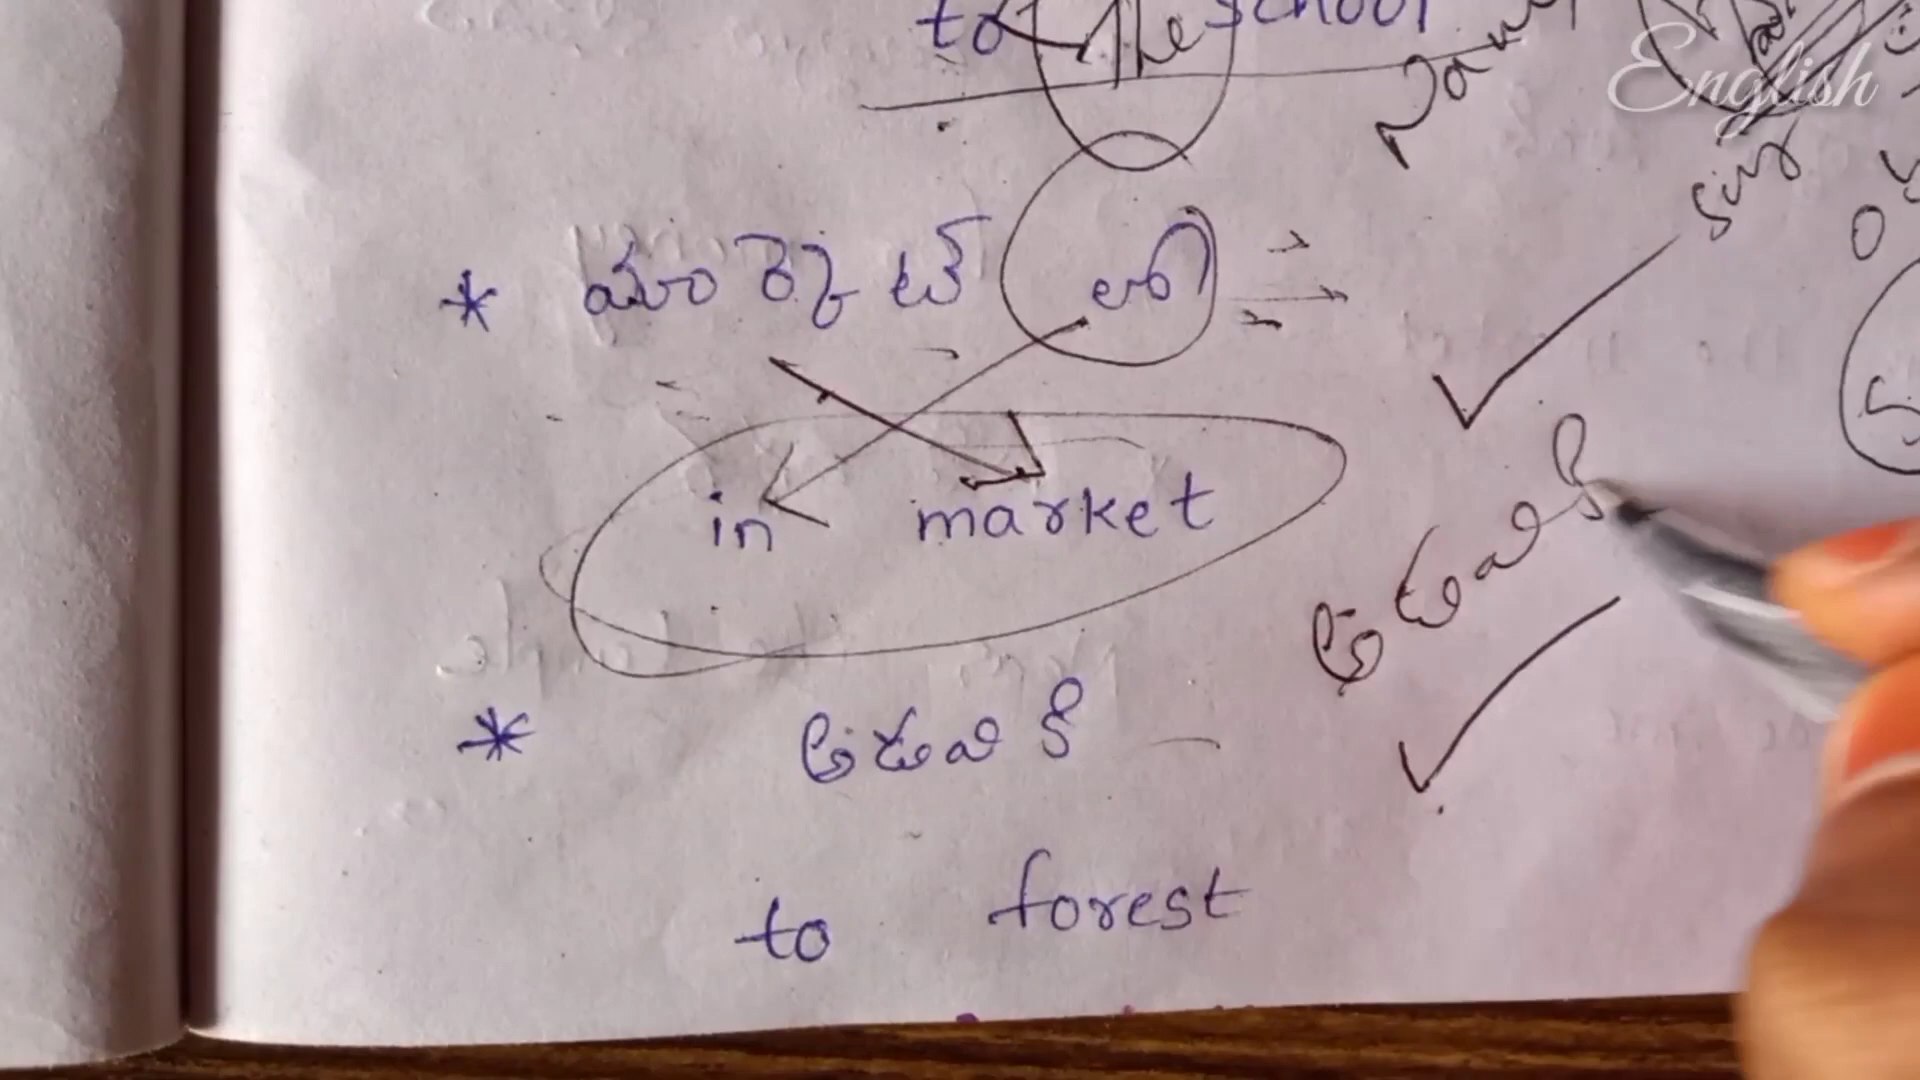 to the school
English
* మార్కెట్ లో
in market
అడవికి
* అడవికి
to forest